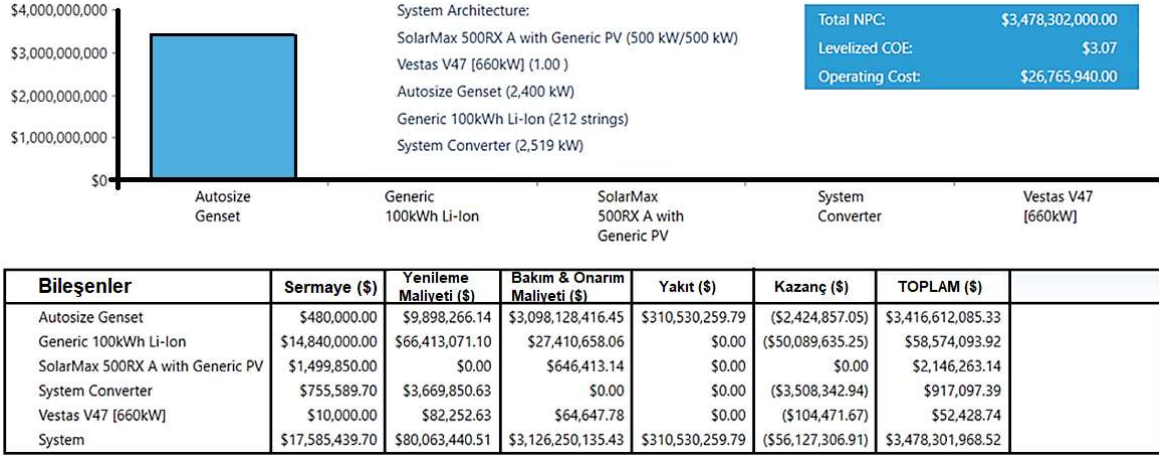 $4,000,000,000
$3,000,000,000
$2,000,000,000
$1,000,000,000
$0
System Architecture:
SolarMax 500RX A with Generic PV (500 kW/500 kW)
Vestas V47 [660kW] (1.00 )
Autosize Genset (2,400 kW)
Generic 100kWh Li-Ion (212 strings)
System Converter (2,519 kW)
Total NPC: $3,478,302,000.00
Levelized COE: $3.07
Operating Cost: $26,765,940.00
Autosize
Genset
Generic
100kWh Li-Ion
SolarMax
500RX A with
Generic PV
System
Converter
Vestas V47
[660kW]
Bileşenler Sermaye ($) Yenileme Maliyeti ($) Bakım & Onarım Maliyeti ($) Yakıt ($) Kazanç ($) TOPLAM ($)
Autosize Genset $480,000.00 $9,898,266.14 $3,098,128,416.45 $310,530,259.79 ($2,424,857.05) $3,416,612,085.33
Generic 100kWh Li-Ion $14,840,000.00 $66,413,071.10 $27,410,658.06 $0.00 ($50,089,635.25) $58,574,093.92
SolarMax 500RX A with Generic PV $1,499,850.00 $0.00 $646,413.14 $0.00 $0.00 $2,146,263.14
System Converter $755,589.70 $3,669,850.63 $0.00 $0.00 ($3,508,342.94) $917,097.39
Vestas V47 [660kW] $10,000.00 $82,252.63 $64,647.78 $0.00 ($104,471.67) $52,428.74
System $17,585,439.70 $80,063,440.51 $3,126,250,135.43 $310,530,259.79 ($56,127,306.91) $3,478,301,968.52